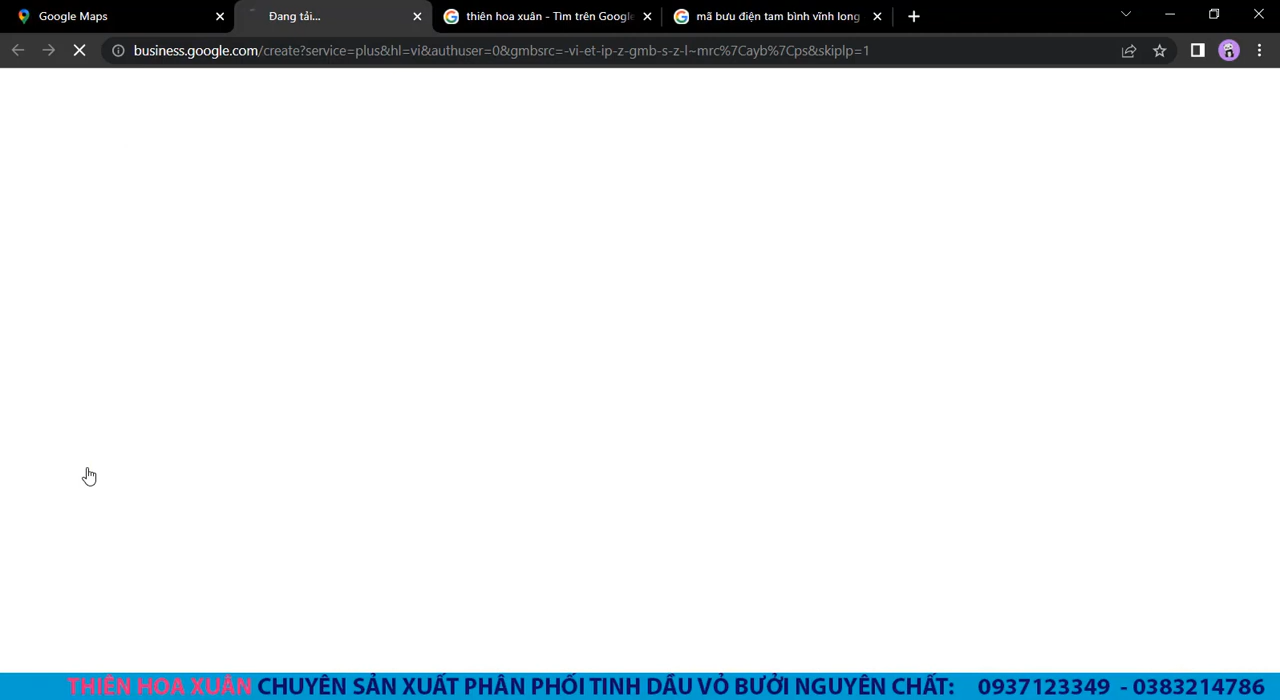 Google Maps
Đang tải...
thiên hoa xuân - Tìm trên Google
mã bưu điện tam bình vĩnh long
business.google.com/create?service=plus&hl=vi&authuser=0&gmbsrc=-vi-et-ip-z-gmb-s-z-l~mrc%7Cayb%7Cps&skiplp=1
THIÊN HOA XUÂN CHUYÊN SẢN XUẤT PHÂN PHỐI TINH DẦU VỎ BƯỞI NGUYÊN CHẤT: 0937123349 - 0383214786